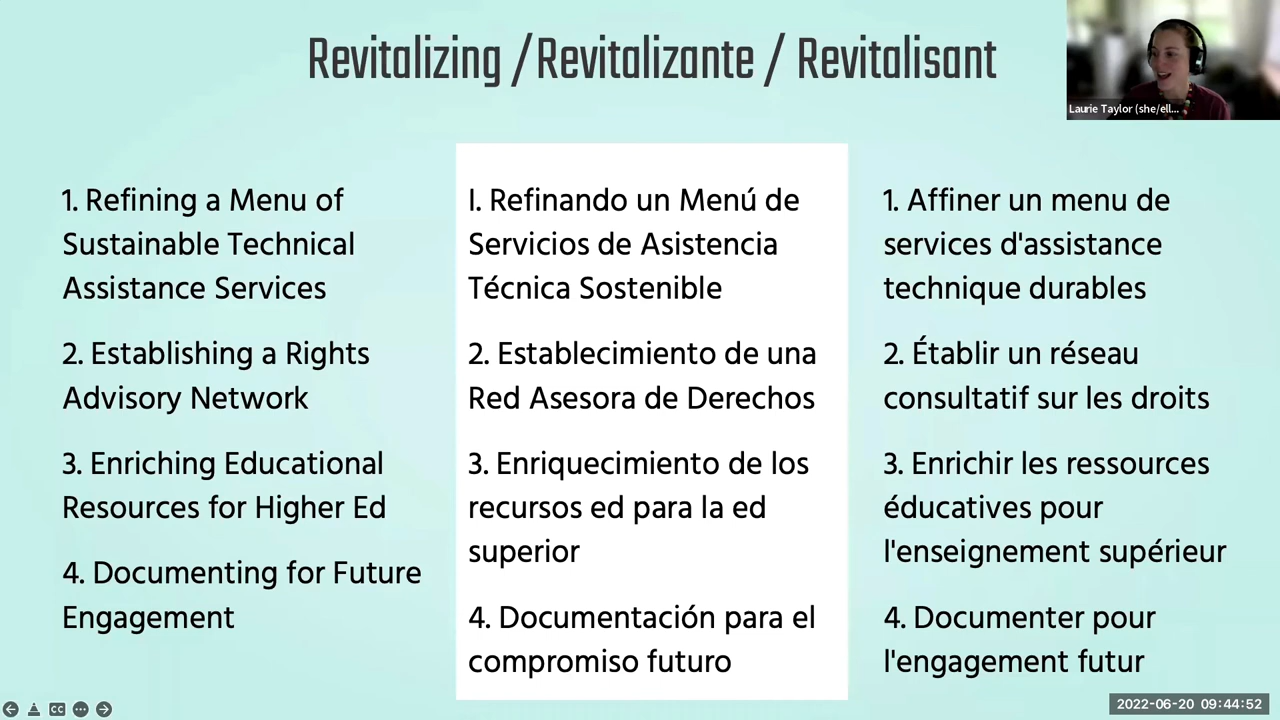 Revitalizing / Revitalizante / Revitalisant
Laurie Taylor (she/ell...
1. Refining a Menu of
Sustainable Technical
Assistance Services
2. Establishing a Rights
Advisory Network
3. Enriching Educational
Resources for Higher Ed
4. Documenting for Future
Engagement
I. Refinando un Menú de
Servicios de Asistencia
Técnica Sostenible
2. Establecimiento de una
Red Asesora de Derechos
3. Enriquecimiento de los
recursos ed para la ed
superior
4. Documentación para el
compromiso futuro
1. Affiner un menu de
services d'assistance
technique durables
2. Établir un réseau
consultatif sur les droits
3. Enrichir les ressources
éducatives pour
l'enseignement supérieur
4. Documenter pour
l'engagement futur
CC
2022-06-20 09:44:52